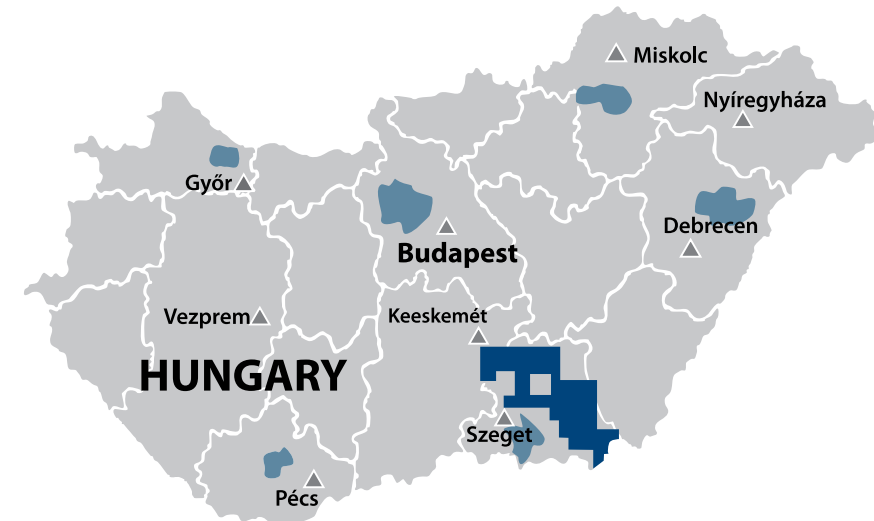 Miskolc
Nyíregyháza
Győr
Debrecen
Budapest
Vezprem
Keeskemét
HUNGARY
Szeget
Pécs